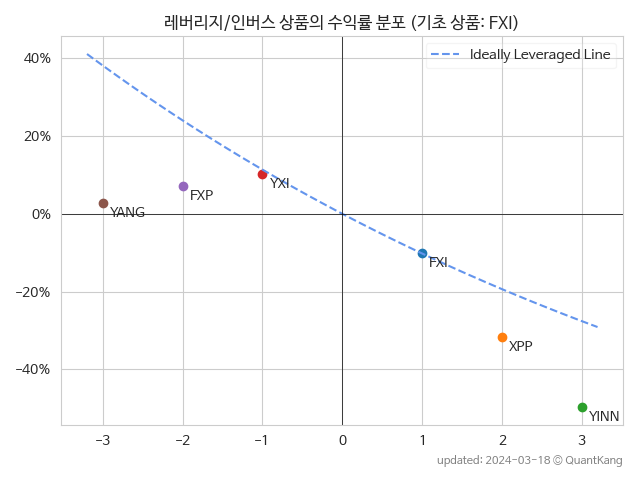 레버리지/인버스 상품의 수익률 분포 (기초 상품: FXI)
Ideally Leveraged Line
40%
20%
0%
−20%
−40%
YANG
FXP
YXI
FXI
XPP
YINN
−3
−2
−1
0
1
2
3
updated: 2024-03-18 © QuantKang